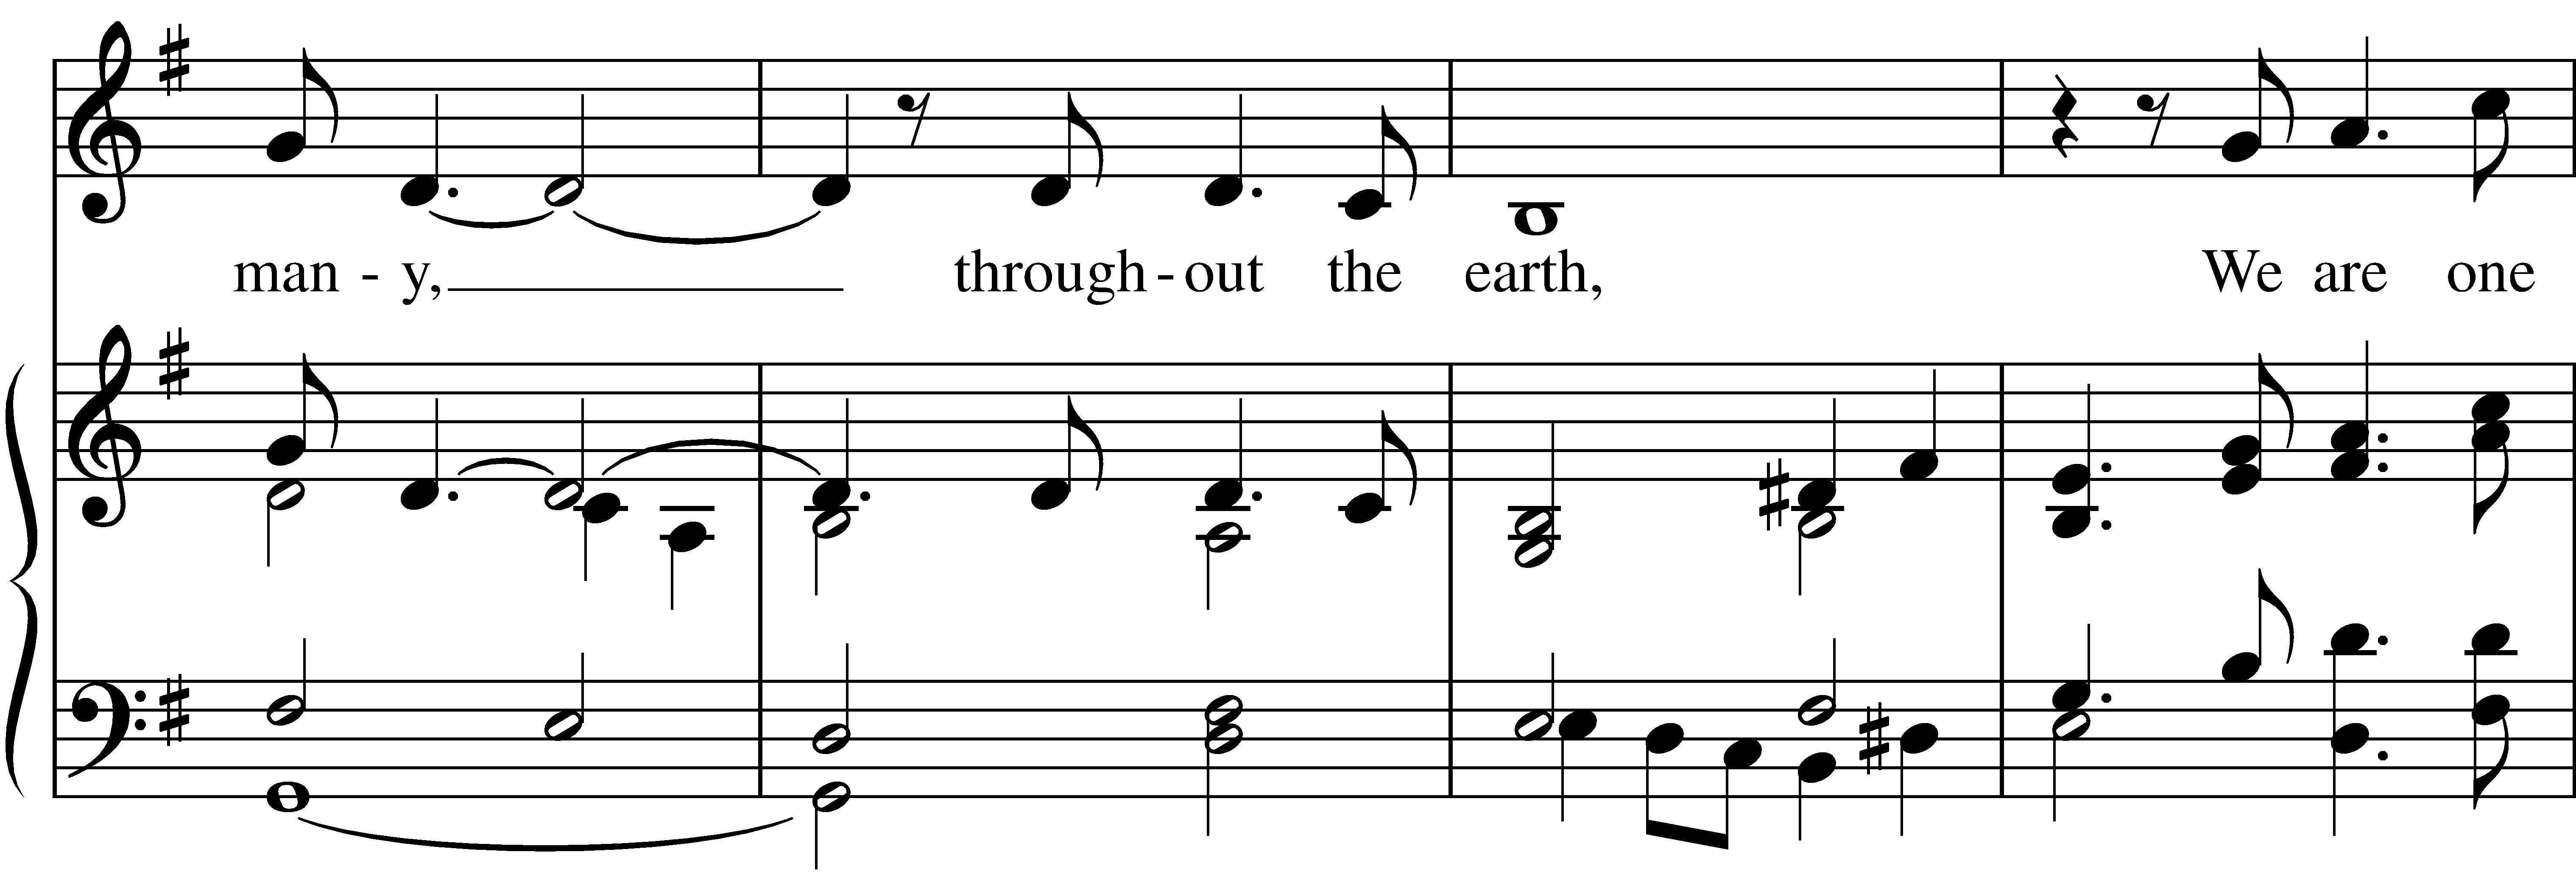 man - y, through - out the earth, We are one